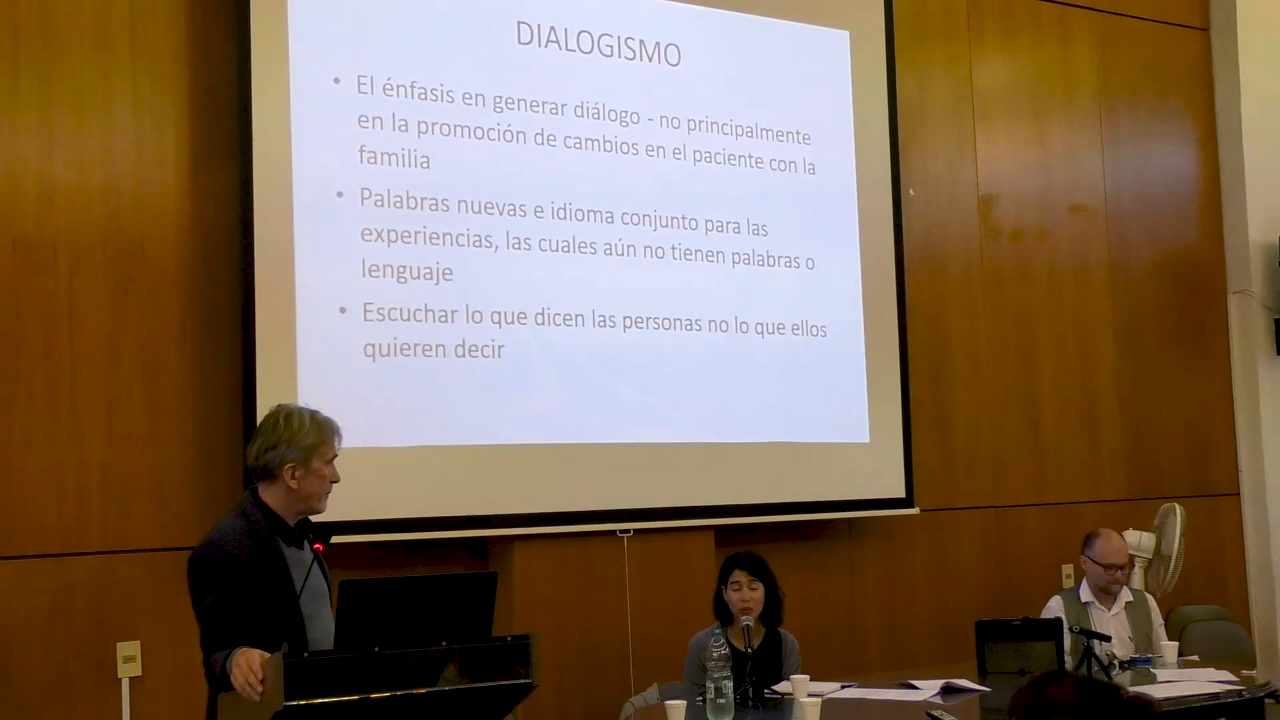 DIALOGISMO
• El énfasis en generar diálogo - no principalmente
en la promoción de cambios en el paciente con la
familia
• Palabras nuevas e idioma conjunto para las
experiencias, las cuales aún no tienen palabras o
lenguaje
• Escuchar lo que dicen las personas no lo que ellos
quieren decir